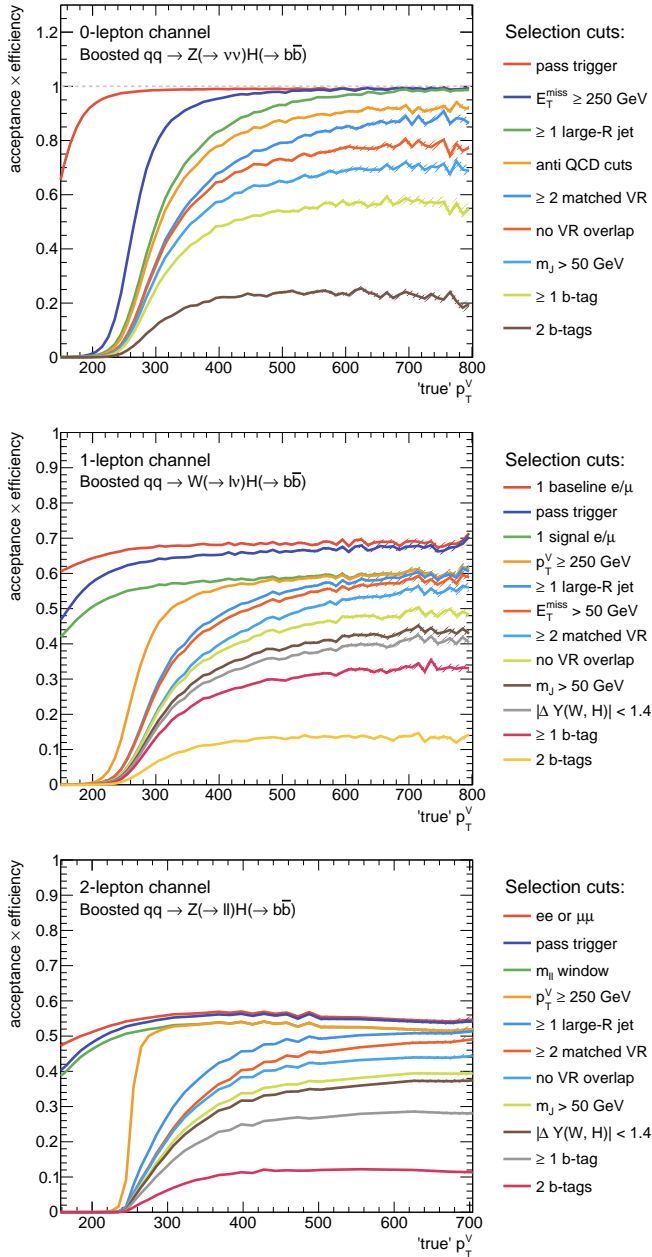 0-lepton channel
Boosted qq → Z(→ νν)H(→ bb̅)
acceptance × efficiency
1.2
1
0.8
0.6
0.4
0.2
0
200 300 400 500 600 700 800
'true' p_T^V
Selection cuts:
pass trigger
E_T^miss ≥ 250 GeV
≥ 1 large-R jet
anti QCD cuts
≥ 2 matched VR
no VR overlap
m_J > 50 GeV
≥ 1 b-tag
2 b-tags
1-lepton channel
Boosted qq → W(→ lν)H(→ bb̅)
acceptance × efficiency
1
0.9
0.8
0.7
0.6
0.5
0.4
0.3
0.2
0.1
0
200 300 400 500 600 700 800
'true' p_T^V
Selection cuts:
1 baseline e/μ
pass trigger
1 signal e/μ
p_T^V ≥ 250 GeV
≥ 1 large-R jet
E_T^miss > 50 GeV
≥ 2 matched VR
no VR overlap
m_J > 50 GeV
|Δ Y(W, H)| < 1.4
≥ 1 b-tag
2 b-tags
2-lepton channel
Boosted qq → Z(→ ll)H(→ bb̅)
acceptance × efficiency
1
0.9
0.8
0.7
0.6
0.5
0.4
0.3
0.2
0.1
0
200 300 400 500 600 700
'true' p_T^V
Selection cuts:
ee or μμ
pass trigger
m_ll window
p_T^V ≥ 250 GeV
≥ 1 large-R jet
≥ 2 matched VR
no VR overlap
m_J > 50 GeV
|Δ Y(W, H)| < 1.4
≥ 1 b-tag
2 b-tags